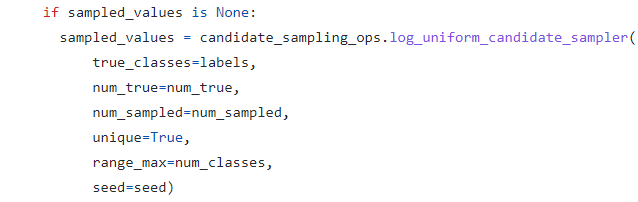 if sampled_values is None:
  sampled_values = candidate_sampling_ops.log_uniform_candidate_sampler(
      true_classes=labels,
      num_true=num_true,
      num_sampled=num_sampled,
      unique=True,
      range_max=num_classes,
      seed=seed)